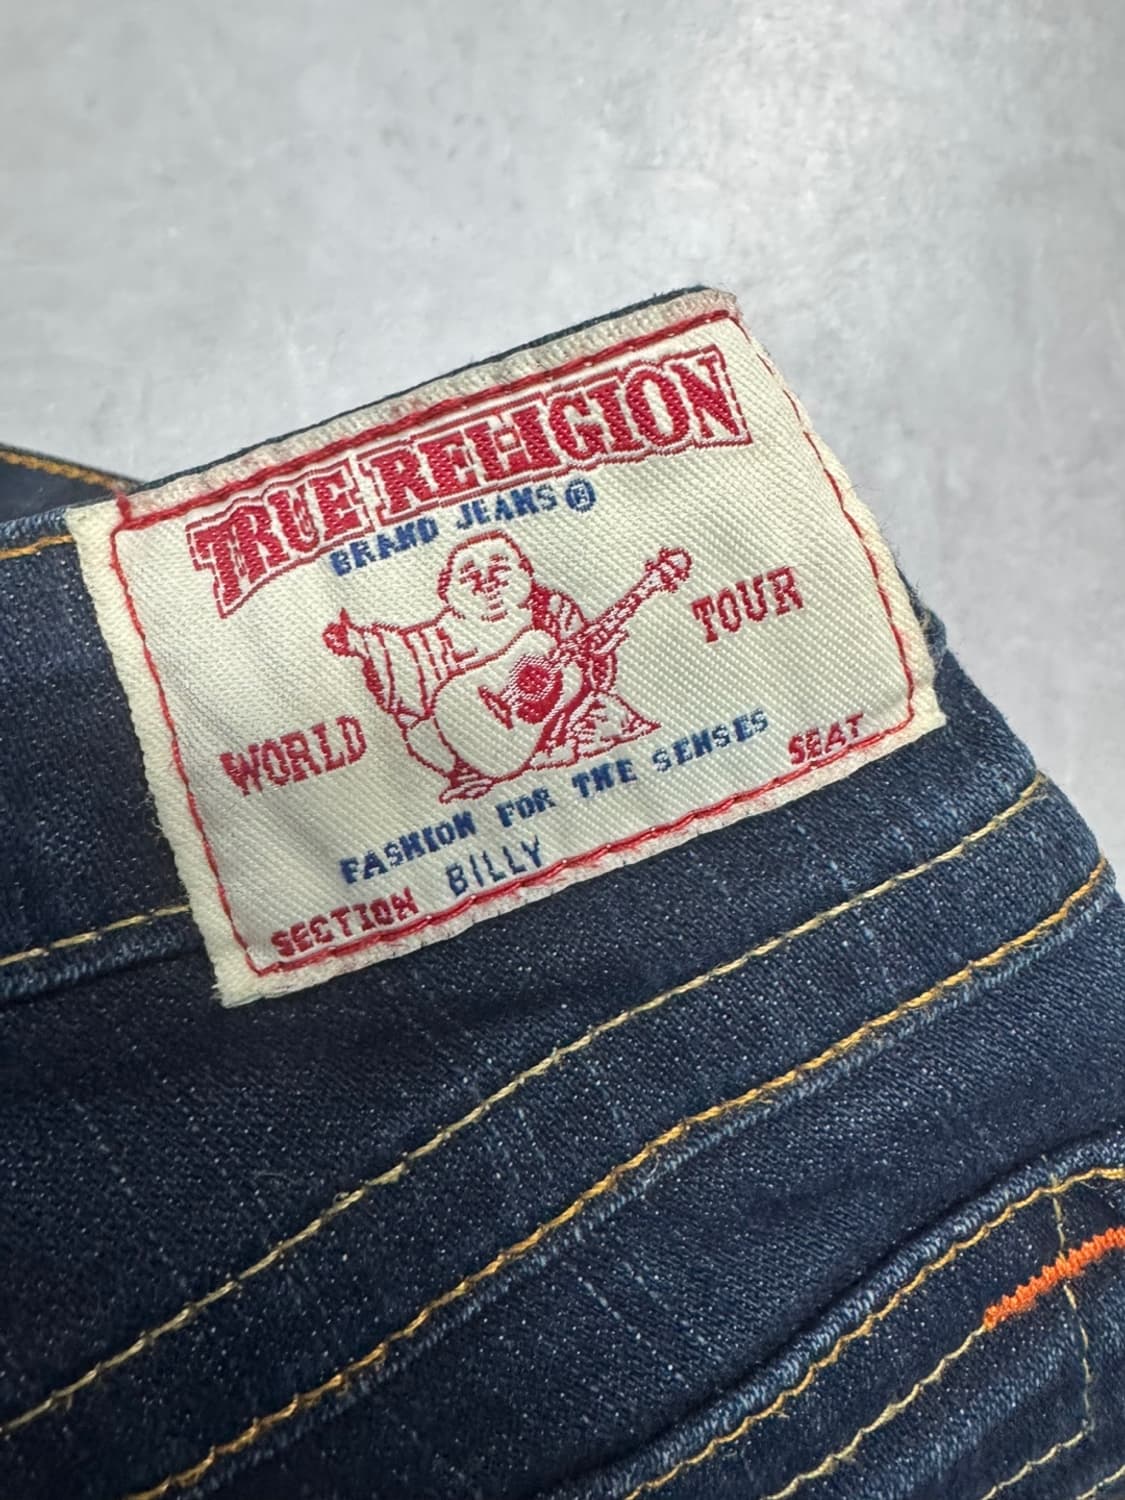 TRUE RELIGION
BRAND JEANS ®
WORLD TOUR
FASHION FOR THE SENSES
SECTION BILLY SEAT